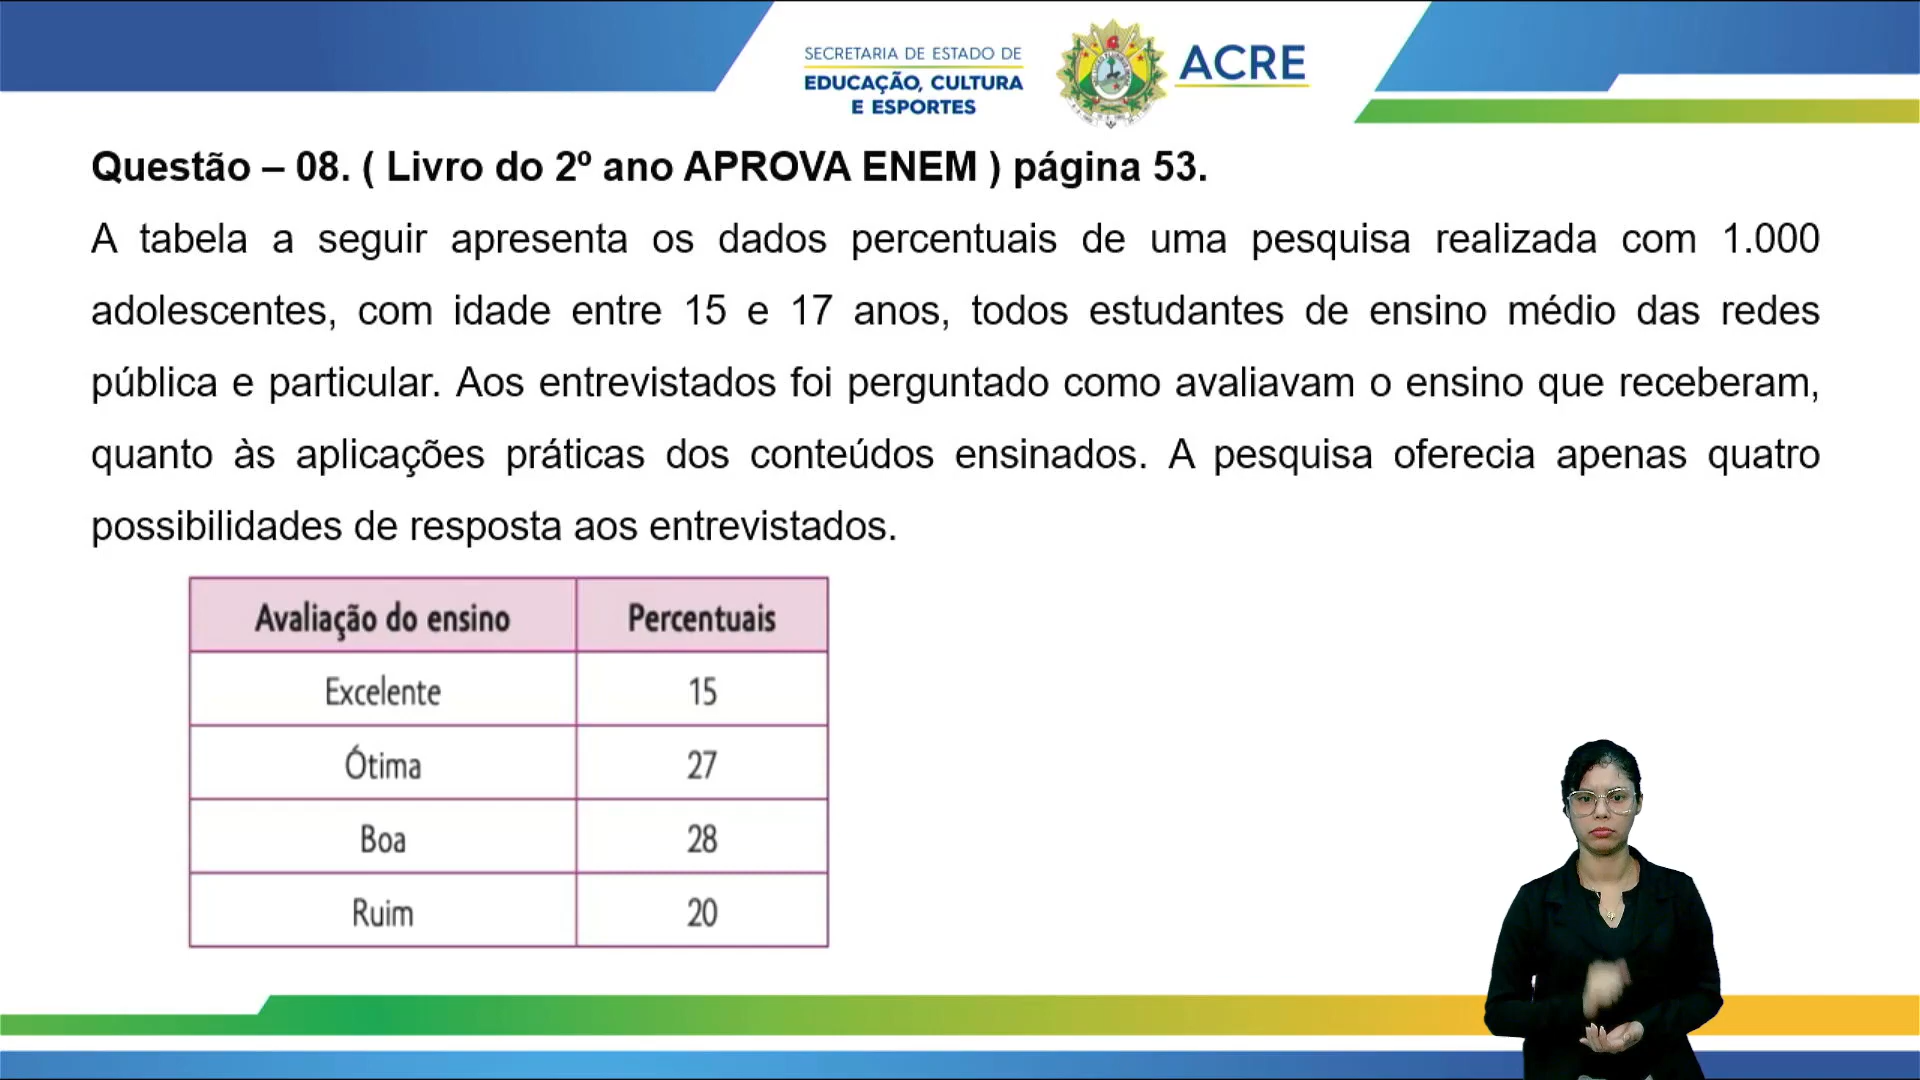 SECRETARIA DE ESTADO DE
EDUCAÇÃO, CULTURA
E ESPORTES
ACRE
Questão – 08. ( Livro do 2º ano APROVA ENEM ) página 53.
A tabela a seguir apresenta os dados percentuais de uma pesquisa realizada com 1.000
adolescentes, com idade entre 15 e 17 anos, todos estudantes de ensino médio das redes
pública e particular. Aos entrevistados foi perguntado como avaliavam o ensino que receberam,
quanto às aplicações práticas dos conteúdos ensinados. A pesquisa oferecia apenas quatro
possibilidades de resposta aos entrevistados.
Avaliação do ensino Percentuais
Excelente 15
Ótima 27
Boa 28
Ruim 20